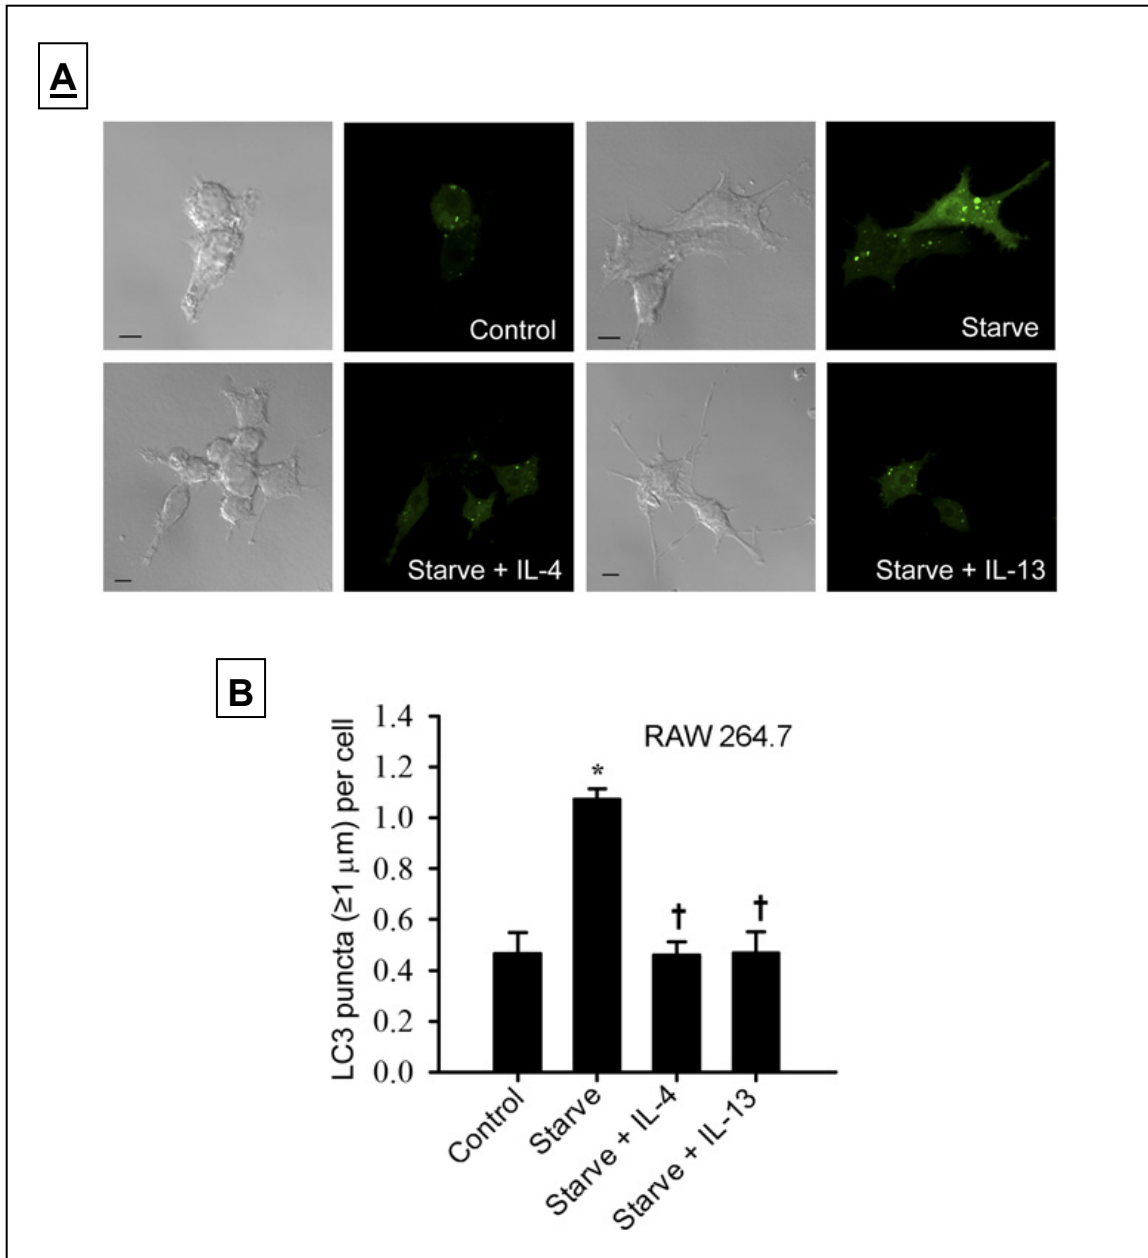 A
Control
Starve
Starve + IL-4
Starve + IL-13
B
RAW 264.7
LC3 puncta (≥1 μm) per cell
1.4
1.2
1.0
0.8
0.6
0.4
0.2
0.0
*
†
†
Control
Starve
Starve + IL-4
Starve + IL-13